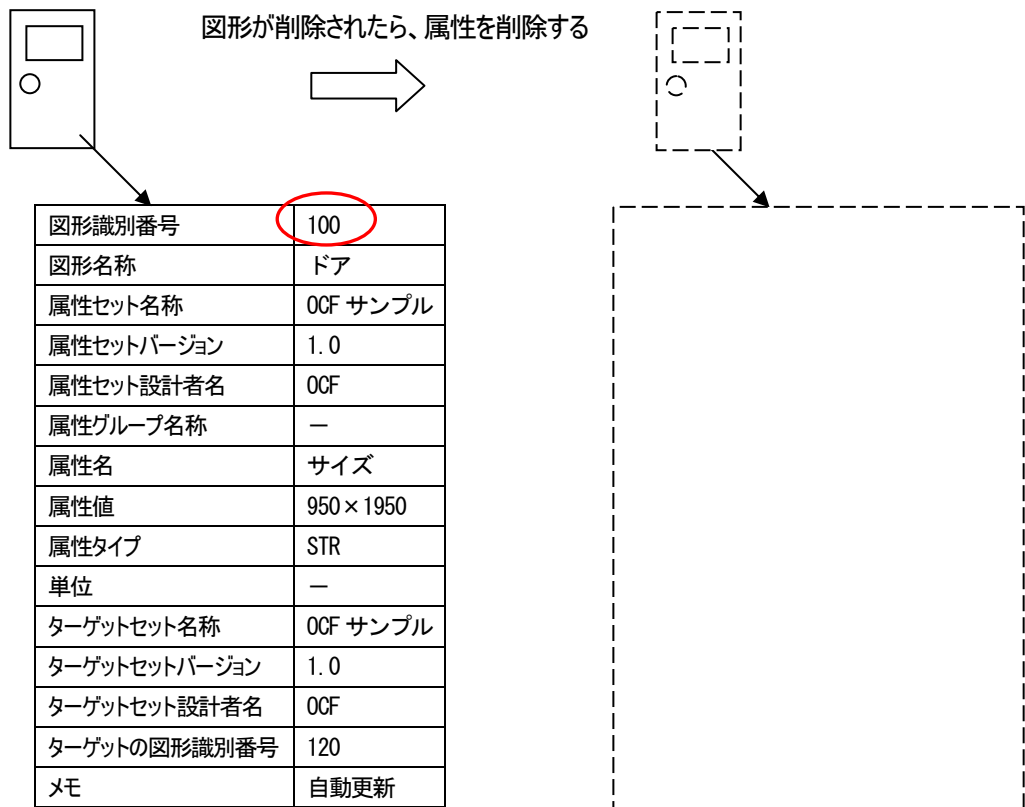 図形が削除されたら、属性を削除する
図形識別番号 100
図形名称 ドア
属性セット名称 OCF サンプル
属性セットバージョン 1.0
属性セット設計者名 OCF
属性グループ名称 －
属性名 サイズ
属性値 950×1950
属性タイプ STR
単位 －
ターゲットセット名称 OCF サンプル
ターゲットセットバージョン 1.0
ターゲットセット設計者名 OCF
ターゲットの図形識別番号 120
メモ 自動更新